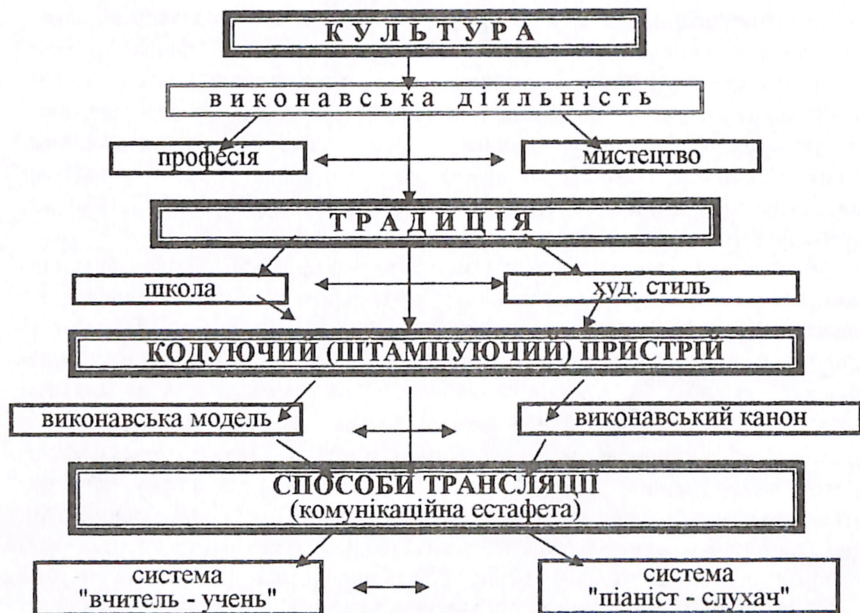 КУЛЬТУРА
виконавська діяльність
професія
мистецтво
ТРАДИЦІЯ
школа
худ. стиль
КОДУЮЧИЙ (ШТАМПУЮЧИЙ) ПРИСТРІЙ
виконавська модель
виконавський канон
СПОСОБИ ТРАНСЛЯЦІЇ
(комунікаційна естафета)
система
"вчитель - учень"
система
"піаніст - слухач"